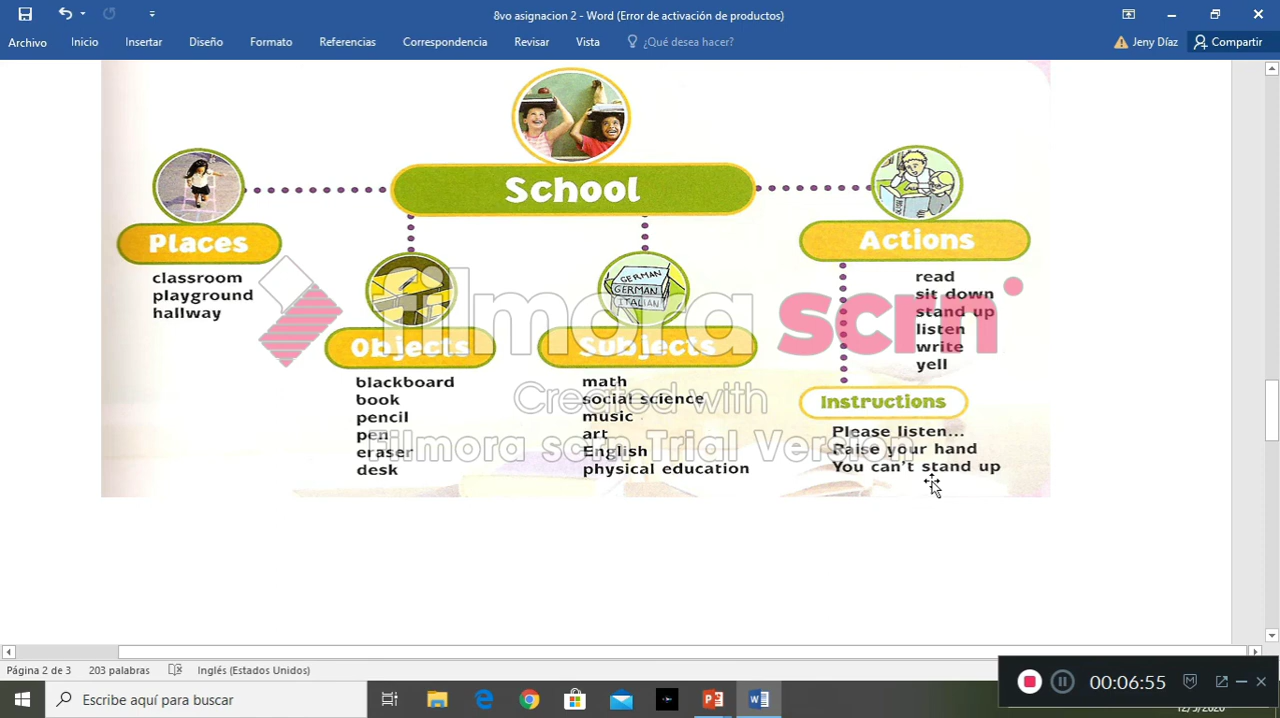 8vo asignacion 2 - Word (Error de activación de productos)
Archivo Inicio Insertar Diseño Formato Referencias Correspondencia Revisar Vista ¿Qué desea hacer? Jeny Díaz Compartir
School
Places
classroom
playground
hallway
Objects
blackboard
book
pencil
pen
eraser
desk
GERMAN
GERMAN
ITALIAN
Subjects
math
social science
music
art
English
physical education
Actions
read
sit down
stand up
listen
write
yell
Instructions
Please listen...
Raise your hand
You can't stand up
filmora scrn
Created with
Filmora scrn Trial Version
Página 2 de 3 203 palabras Inglés (Estados Unidos)
00:06:55
Escribe aquí para buscar